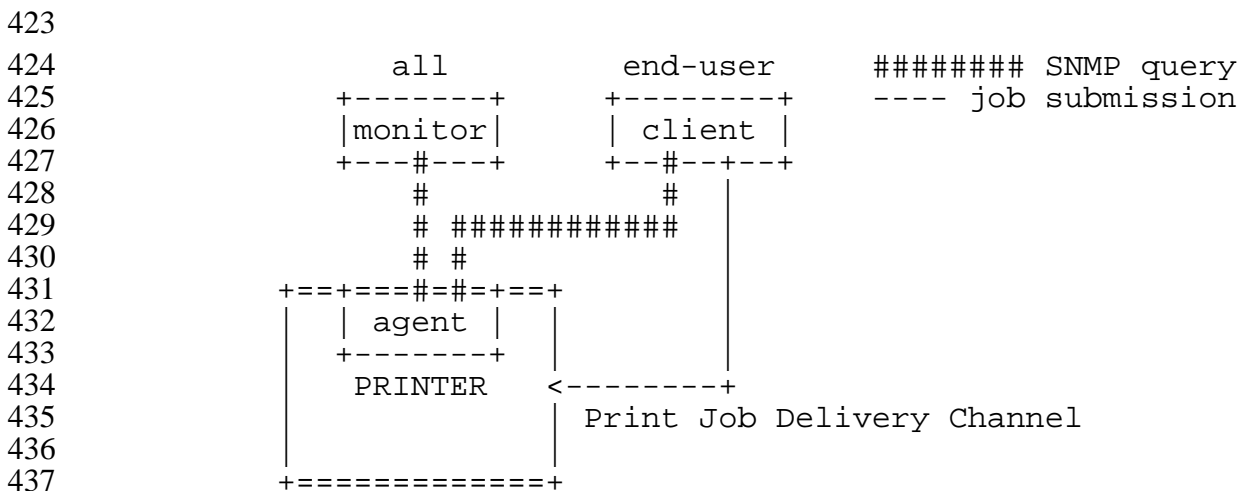 423
424 all end-user ######## SNMP query
425 +-------+ +--------+ ---- job submission
426 |monitor| | client |
427 +---#---+ +--#--+--+
428 # # |
429 # ############ |
430 # # |
431 +==+===#=#=+==+ |
432 | | agent | | |
433 | +-------+ | |
434 | PRINTER <--------+
435 | | Print Job Delivery Channel
436 | |
437 +=============+